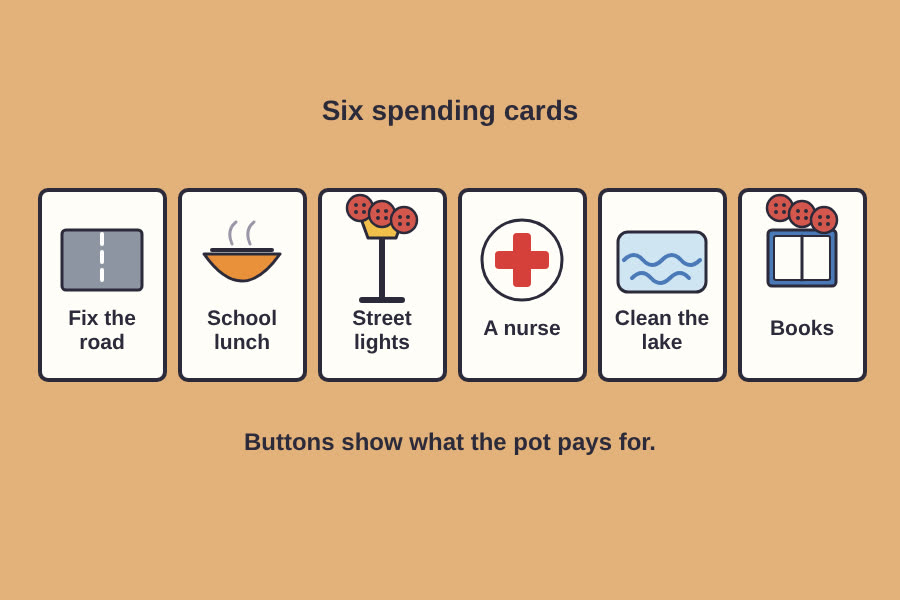 Six spending cards
Fix the
road
School
lunch
Street
lights
A nurse
Clean the
lake
Books
Buttons show what the pot pays for.